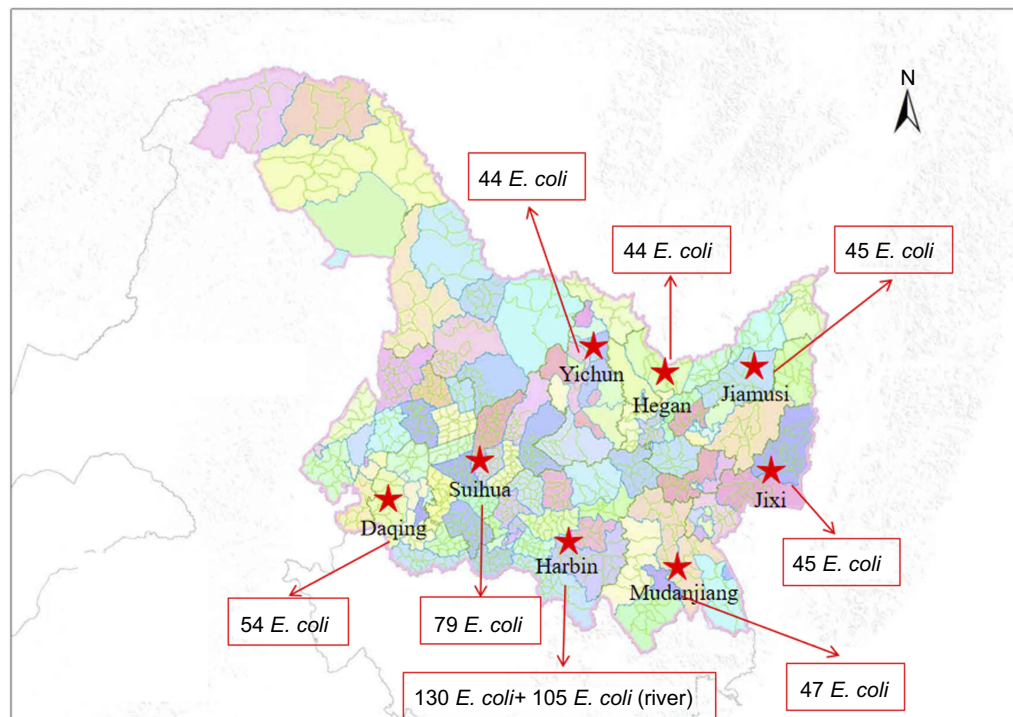 N
44 E. coli
44 E. coli
45 E. coli
Yichun
Hegan
Jiamusi
Suihua
Daqing
Jixi
Harbin
Mudanjiang
45 E. coli
54 E. coli
79 E. coli
130 E. coli+ 105 E. coli (river)
47 E. coli